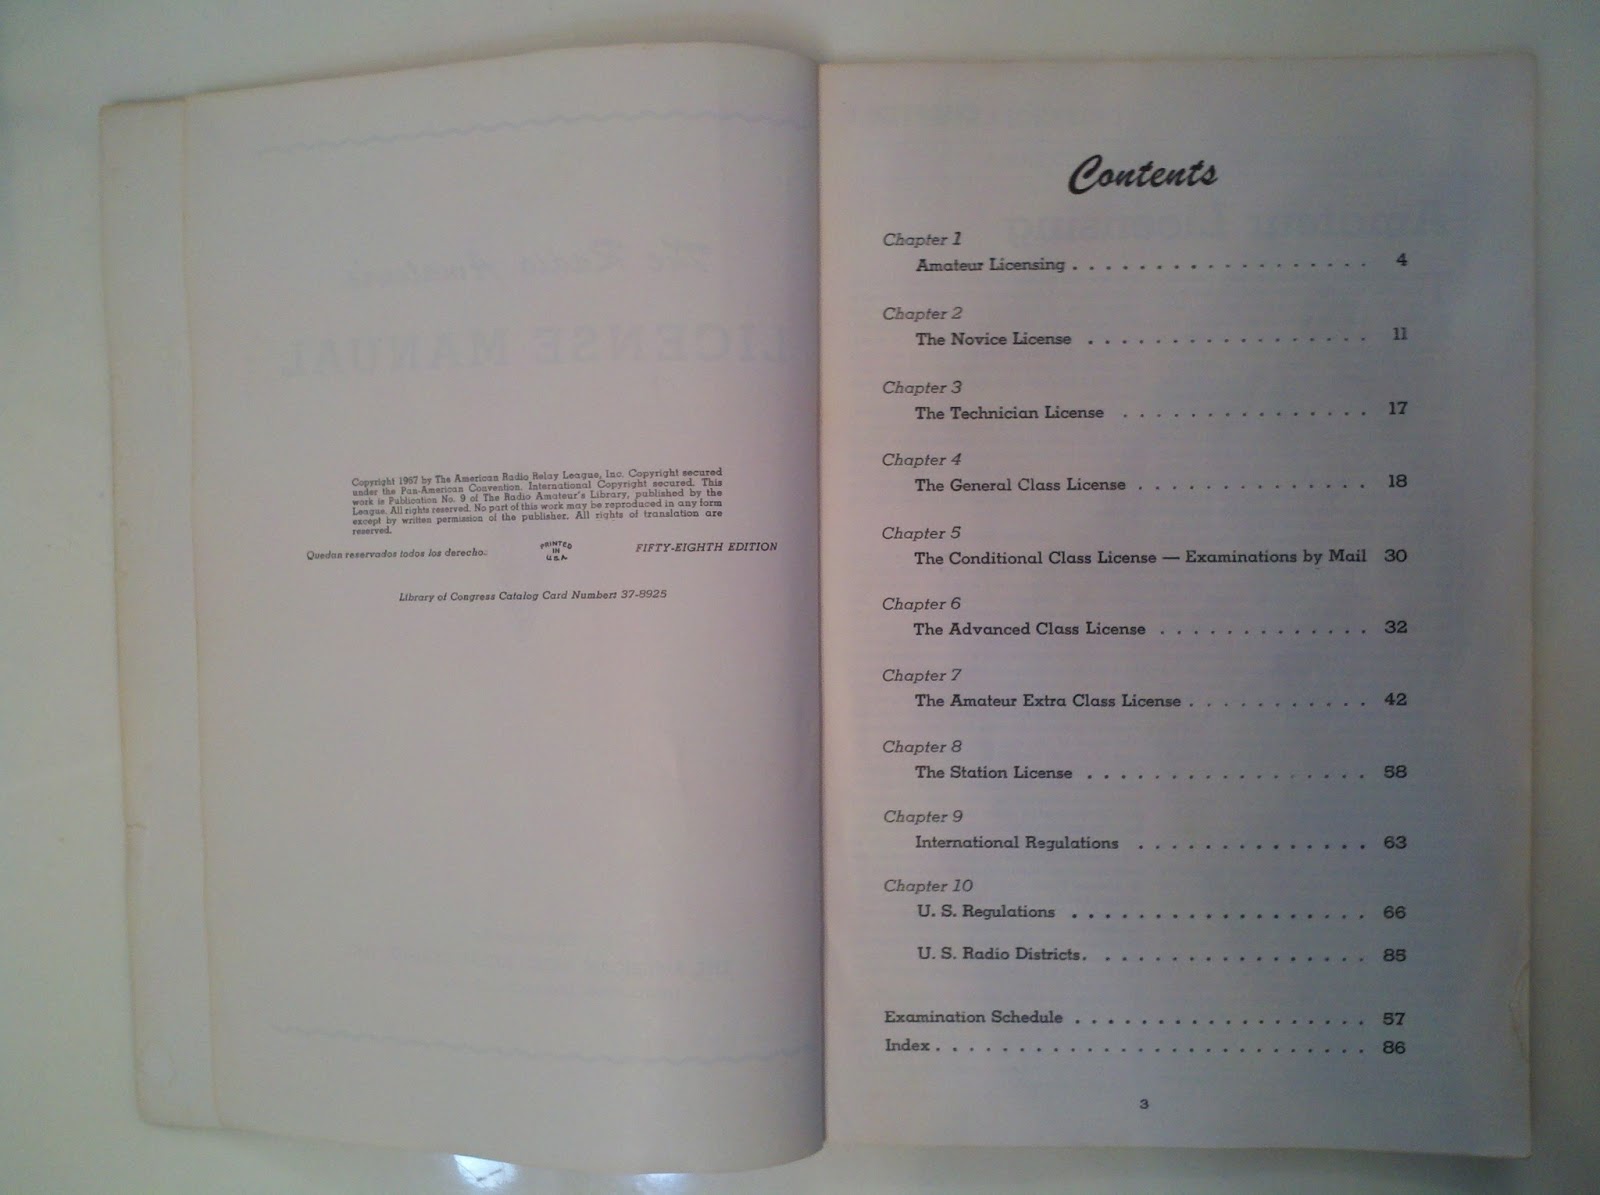 Copyright 1967 by The American Radio Relay League, Inc. Copyright secured
under the Pan-American Convention. International Copyright secured. This
work is Publication No. 9 of The Radio Amateur's Library, published by the
League. All rights reserved. No part of this work may be reproduced in any form
except by written permission of the publisher. All rights of translation are
reserved.
Quedan reservados todos los derecho.
PRINTED
IN
U.S.A.
FIFTY-EIGHTH EDITION
Library of Congress Catalog Card Number: 37-8925
Contents
Chapter 1
Amateur Licensing . . . . . . . . . . . . . . . . . . . 4
Chapter 2
The Novice License . . . . . . . . . . . . . . . . . 11
Chapter 3
The Technician License . . . . . . . . . . . . . . . 17
Chapter 4
The General Class License . . . . . . . . . . . . . . 18
Chapter 5
The Conditional Class License — Examinations by Mail 30
Chapter 6
The Advanced Class License . . . . . . . . . . . . . 32
Chapter 7
The Amateur Extra Class License . . . . . . . . . . . 42
Chapter 8
The Station License . . . . . . . . . . . . . . . . . 58
Chapter 9
International Regulations . . . . . . . . . . . . . . 63
Chapter 10
U. S. Regulations . . . . . . . . . . . . . . . . . . 66
U. S. Radio Districts. . . . . . . . . . . . . . . . . 85
Examination Schedule . . . . . . . . . . . . . . . . . . 57
Index . . . . . . . . . . . . . . . . . . . . . . . . . . 86
3